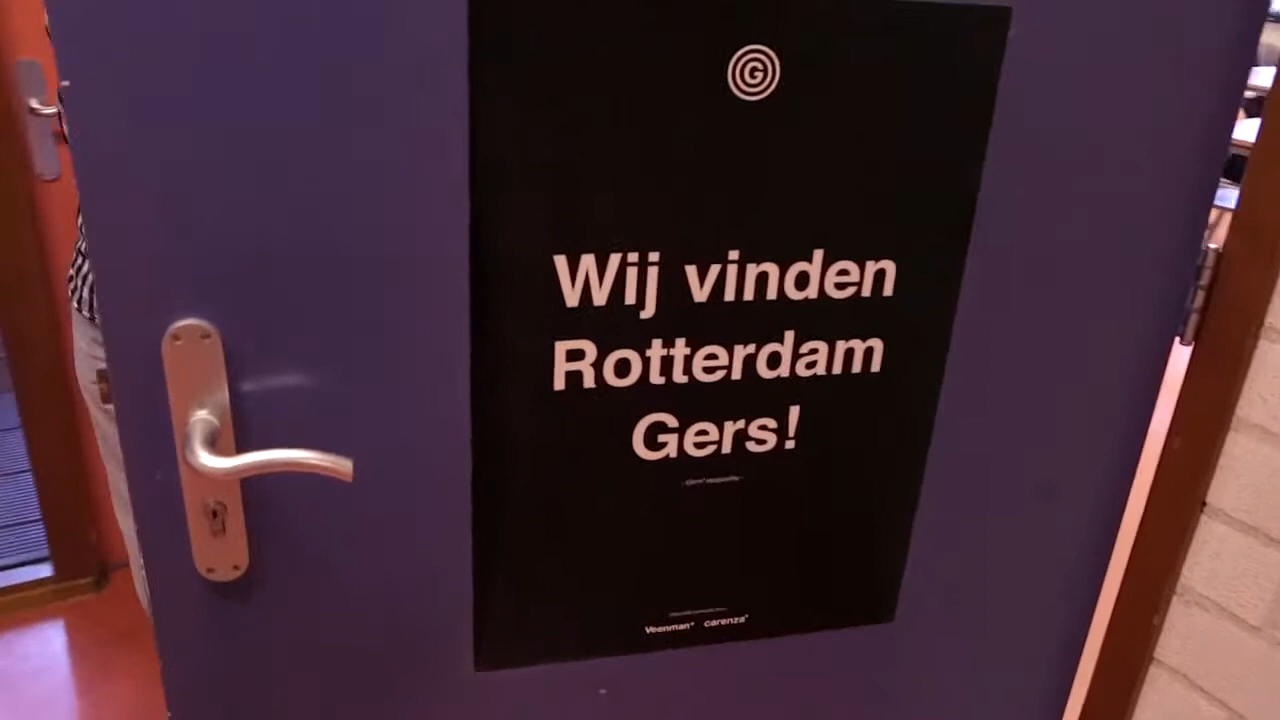 G
Wij vinden
Rotterdam
Gers!
Veenman+ carenza*